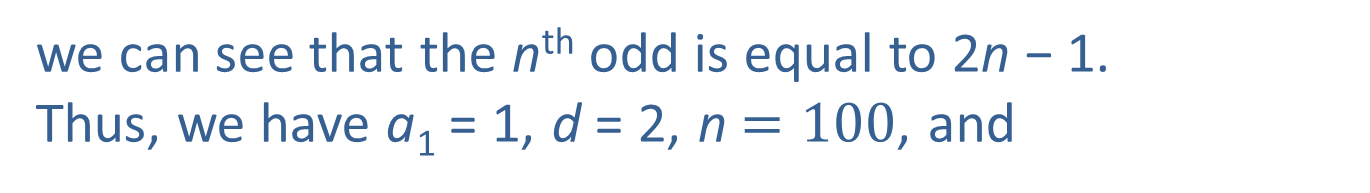 we can see that the nᵗʰ odd is equal to 2n − 1.
Thus, we have a₁ = 1, d = 2, n = 100, and